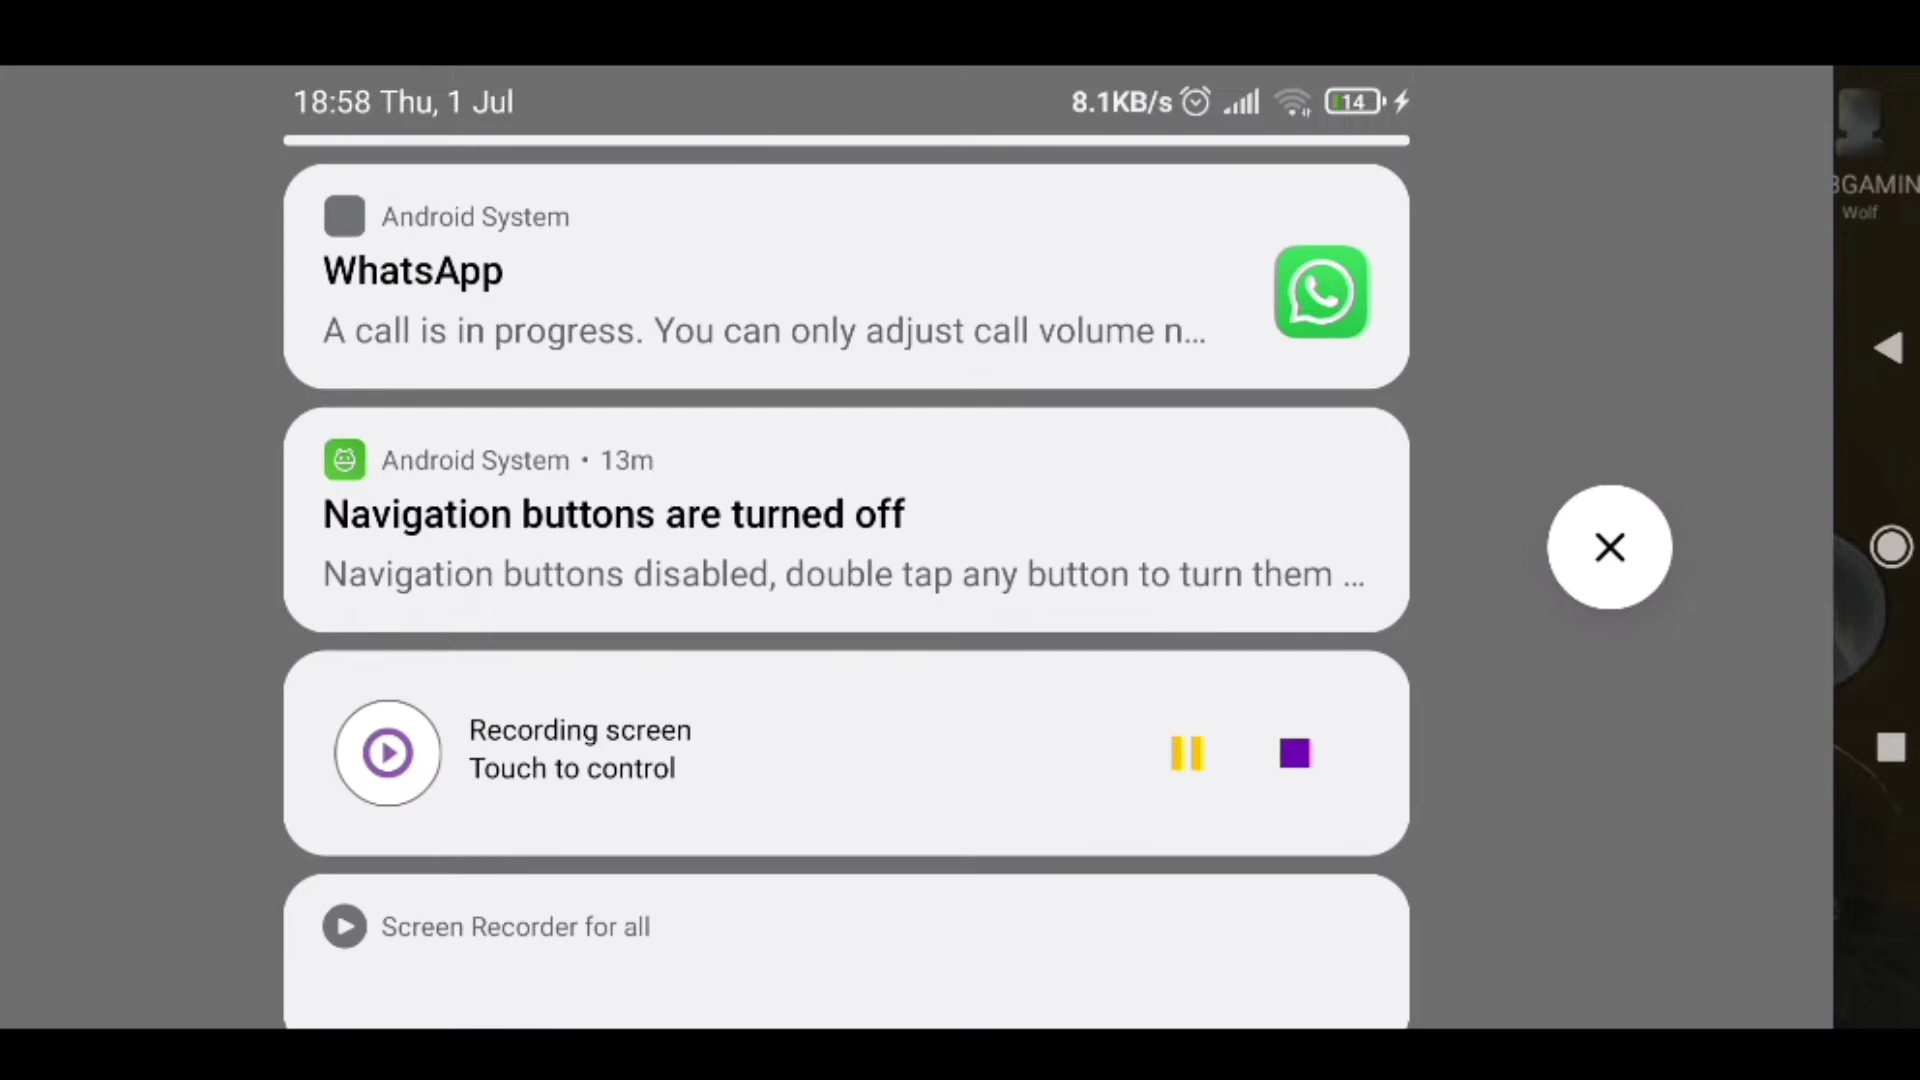 18:58 Thu, 1 Jul
8.1KB/s 14
Android System
WhatsApp
A call is in progress. You can only adjust call volume n...
Android System • 13m
Navigation buttons are turned off
Navigation buttons disabled, double tap any button to turn them ...
Recording screen
Touch to control
Screen Recorder for all
BGAMIN
Wolf